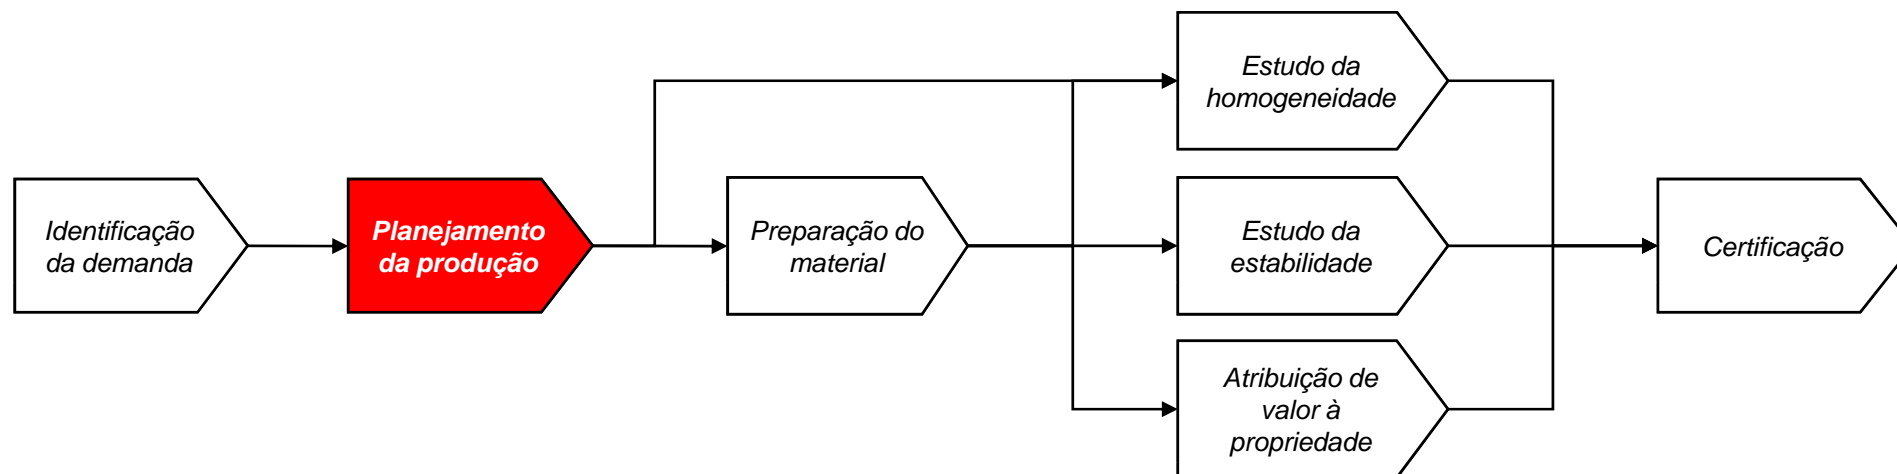 Identificação
da demanda
Planejamento
da produção
Preparação do
material
Estudo da
homogeneidade
Estudo da
estabilidade
Atribuição de
valor à
propriedade
Certificação